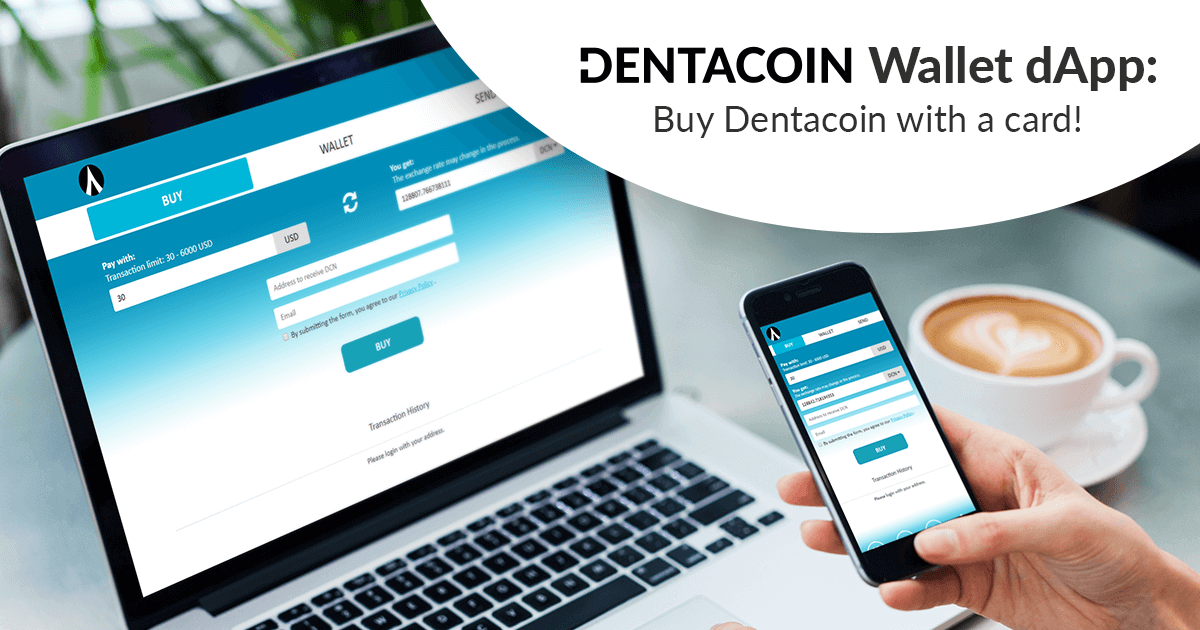 DENTACOIN Wallet dApp:
Buy Dentacoin with a card!
BUY
WALLET
SEND
Pay with:
Transaction limit: 30 - 6000 USD
30
USD
You get:
The exchange rate may change in the process
128807.766738111
DCN
Address to receive DCN
Email
By submitting the form, you agree to our Privacy Policy.
BUY
Transaction History
Please login with your address.
BUY
WALLET
SEND
Pay with:
Transaction limit: 30 - 6000 USD
30
USD
You get:
The exchange rate may change in the process
DCN
Address to receive DCN
Email
By submitting the form, you agree to our Privacy Policy.
BUY
Transaction History
Please login with your address.